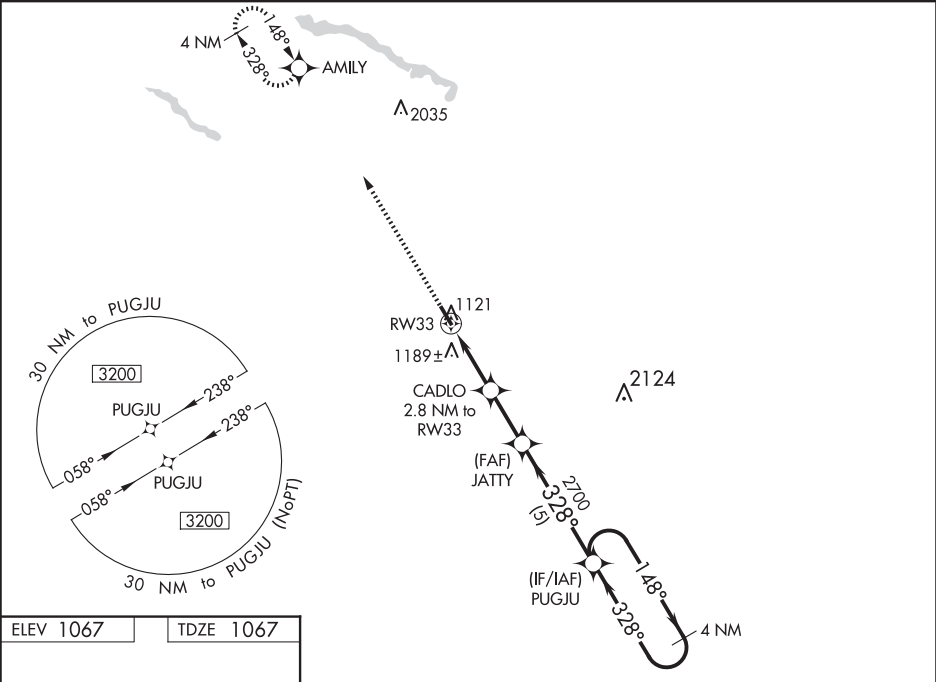 4 NM
148°
328°
AMILY
2035
1121
RW33
1189±
CADLO
2.8 NM to
RW33
2124
(FAF)
JATTY
2700
328°
(5)
(IF/IAF)
PUGJU
148°
328°
4 NM
30 NM to PUGJU
3200
238°
PUGJU
058°
238°
PUGJU
058°
3200
30 NM to PUGJU (NoPT)
ELEV 1067
TDZE 1067